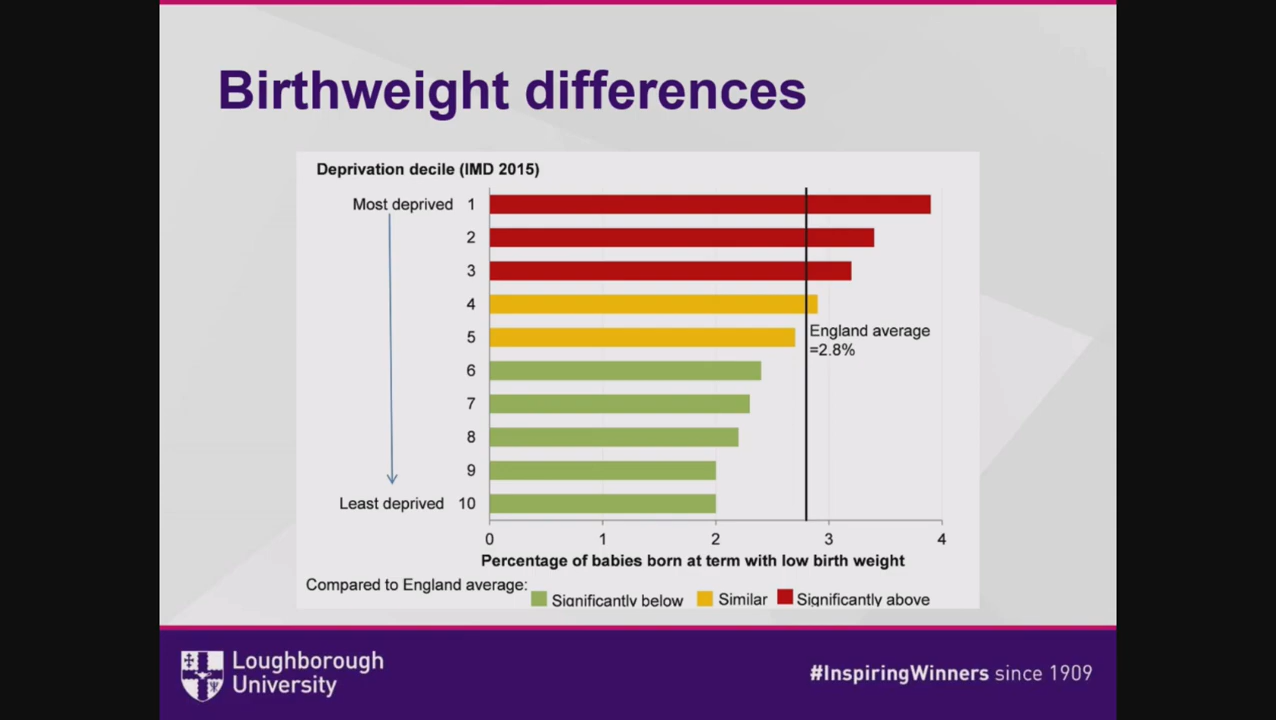 Birthweight differences
Deprivation decile (IMD 2015)
Most deprived 1
2
3
4
5
England average
=2.8%
6
7
8
9
Least deprived 10
0 1 2 3 4
Percentage of babies born at term with low birth weight
Compared to England average:
Significantly below Similar Significantly above
Loughborough
University
#InspiringWinners since 1909